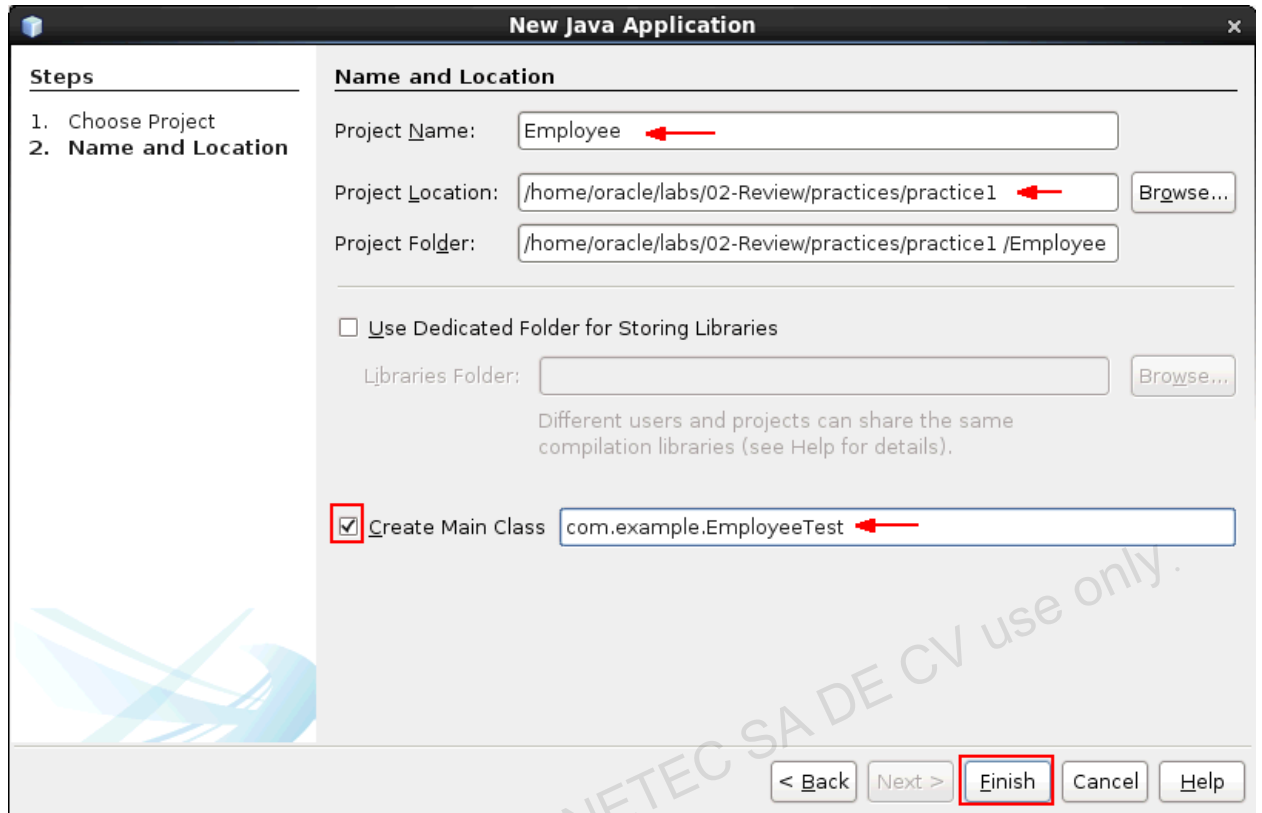 New Java Application
Steps
1. Choose Project
2. Name and Location
Name and Location
Project Name: Employee
Project Location: /home/oracle/labs/02-Review/practices/practice1 Browse...
Project Folder: /home/oracle/labs/02-Review/practices/practice1 /Employee
Use Dedicated Folder for Storing Libraries
Libraries Folder: Browse...
Different users and projects can share the same
compilation libraries (see Help for details).
Create Main Class com.example.EmployeeTest
SA DE CV use only.
< Back Next > Finish Cancel Help